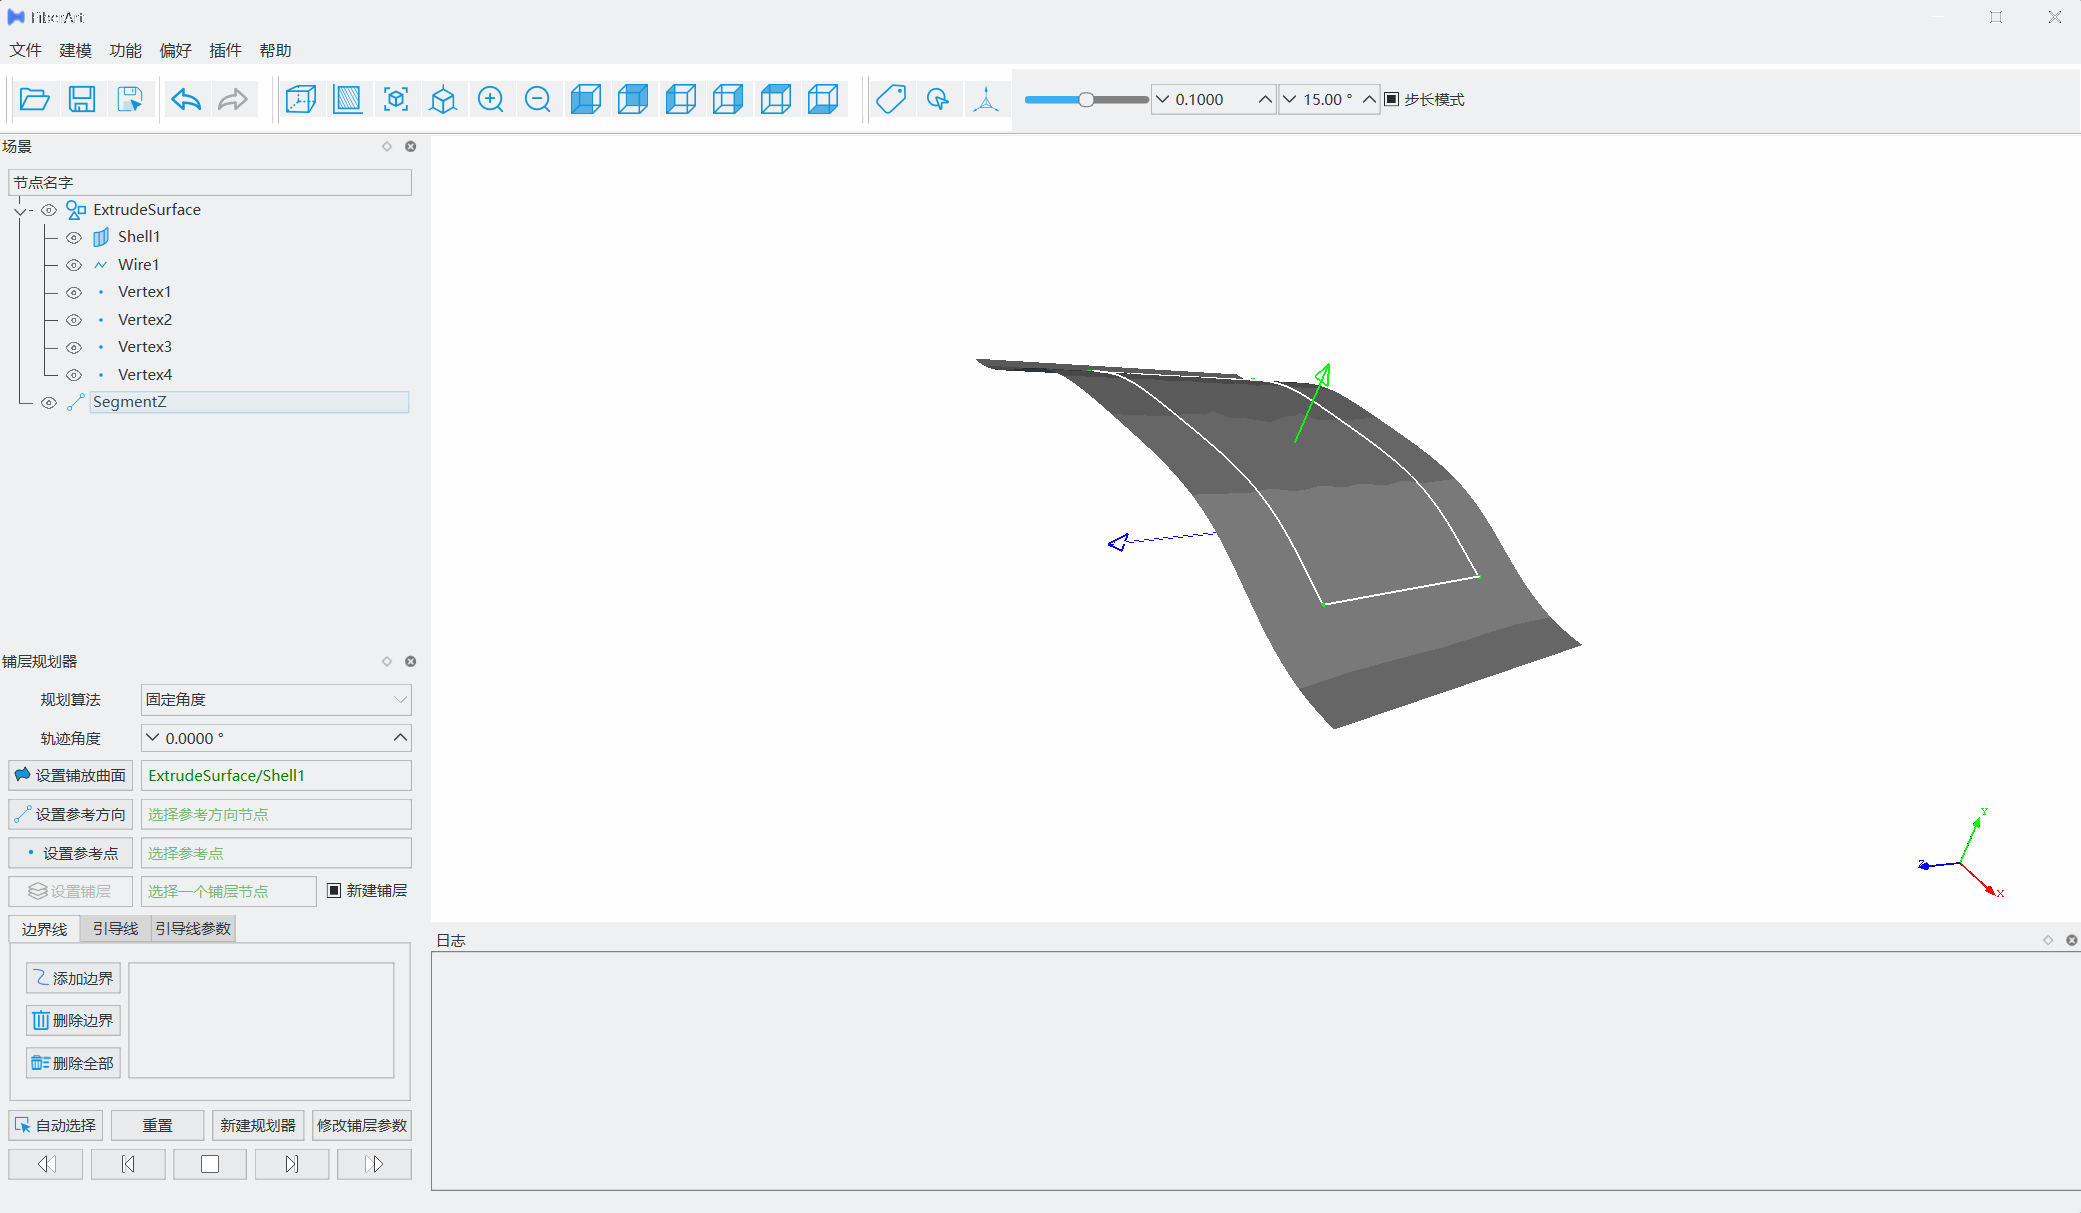 FiberArt
文件 建模 功能 偏好 插件 帮助
0.1000 15.00 ° 步长模式
场景
节点名字
ExtrudeSurface
Shell1
Wire1
Vertex1
Vertex2
Vertex3
Vertex4
SegmentZ
铺层规划器
规划算法 固定角度
轨迹角度 0.0000 °
设置铺放曲面 ExtrudeSurface/Shell1
设置参考方向 选择参考方向节点
设置参考点 选择参考点
设置铺层 选择一个铺层节点 新建铺层
边界线 引导线 引导线参数
添加边界
删除边界
删除全部
自动选择 重置 新建规划器 修改铺层参数
Y
Z
X
日志